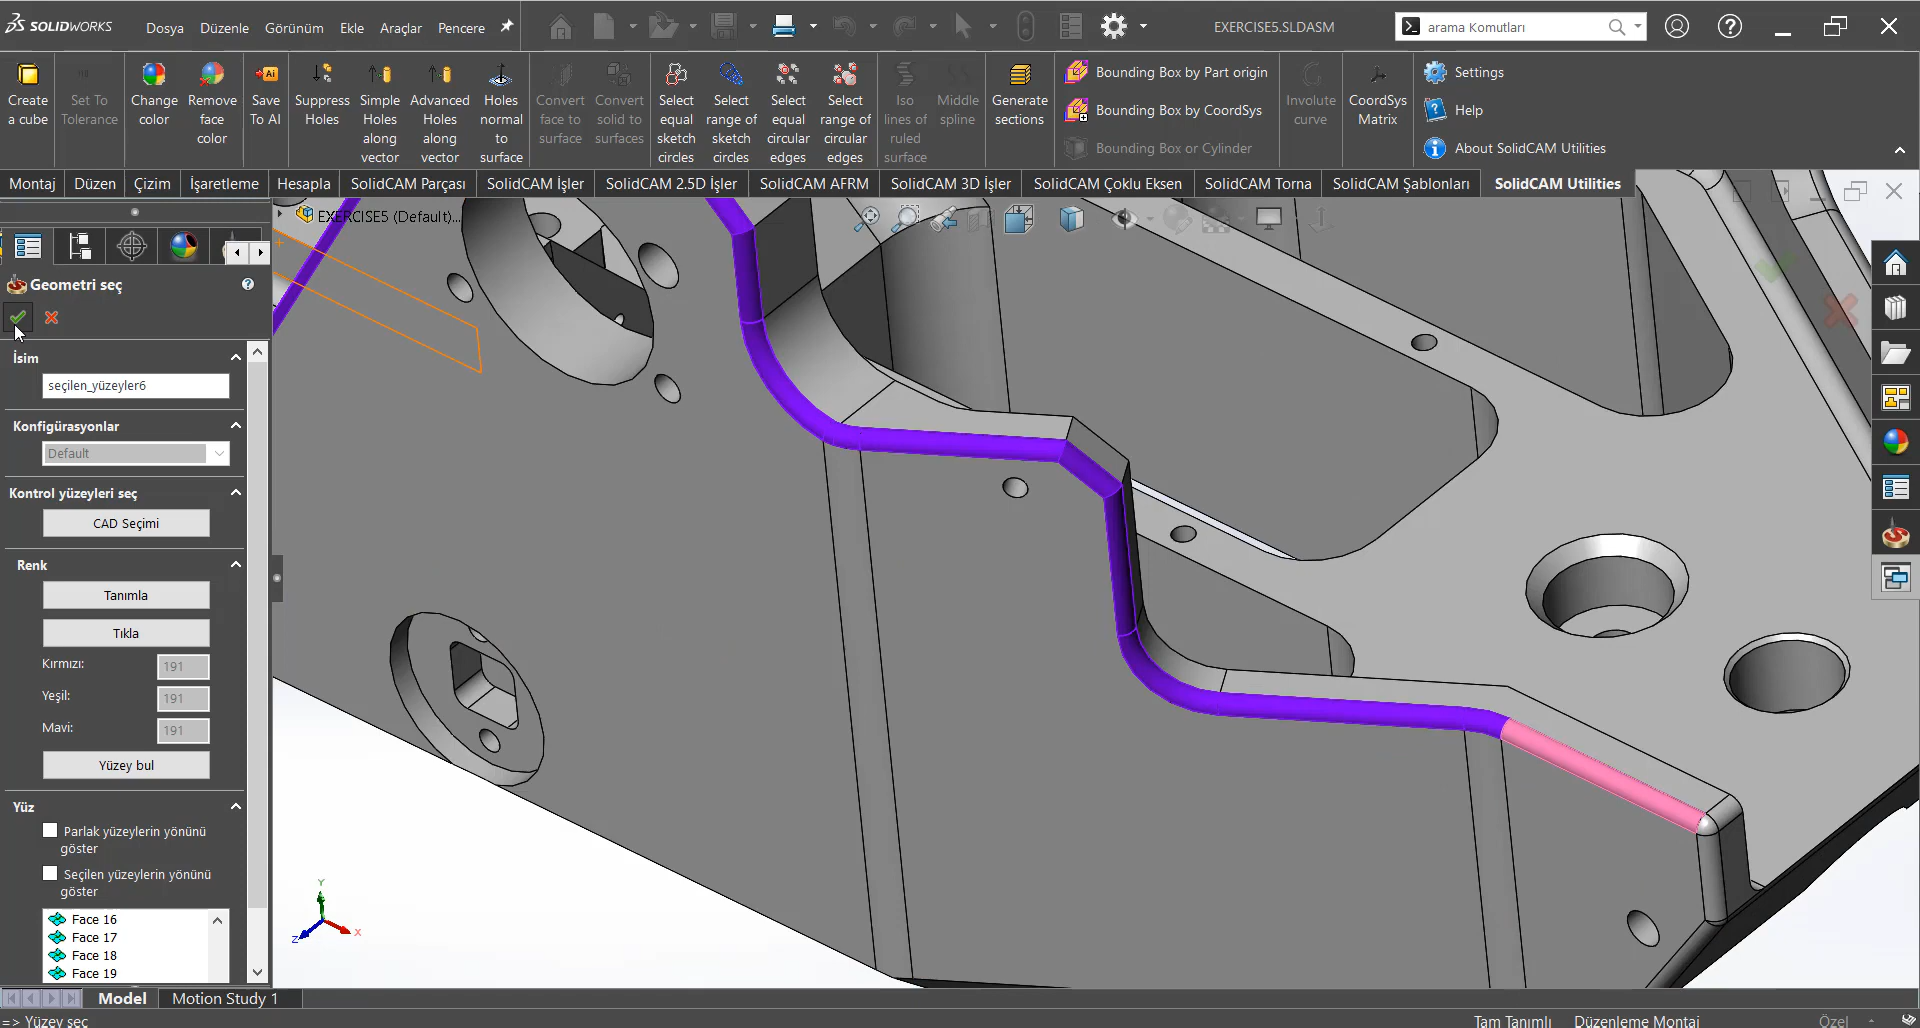 SOLIDWORKS
Dosya Düzenle Görünüm Ekle Araçlar Pencere
EXERCISE5.SLDASM
arama Komutları
Create a cube
Set To Tolerance
Change color
Remove face color
Save To AI
Suppress Holes
Simple Holes along vector
Advanced Holes along vector
Holes normal to surface
Convert face to surface
Convert solid to surfaces
Select equal sketch circles
Select range of sketch circles
Select equal circular edges
Select range of circular edges
Iso lines of ruled surface
Middle spline
Generate sections
Bounding Box by Part origin
Bounding Box by CoordSys
Bounding Box or Cylinder
Involute curve
CoordSys Matrix
Settings
Help
About SolidCAM Utilities
Montaj Düzen Çizim İşaretleme Hesapla SolidCAM Parçası SolidCAM İşler SolidCAM 2.5D İşler SolidCAM AFRM SolidCAM 3D İşler SolidCAM Çoklu Eksen SolidCAM Torna SolidCAM Şablonları SolidCAM Utilities
EXERCISE5 (Default)...
Geometri seç
İsim
seçilen_yüzeyler6
Konfigürasyonlar
Default
Kontrol yüzeyleri seç
CAD Seçimi
Renk
Tanımla
Tıkla
Kırmızı: 191
Yeşil: 191
Mavi: 191
Yüzey bul
Yüz
Parlak yüzeylerin yönünü
göster
Seçilen yüzeylerin yönünü
göster
Face 16
Face 17
Face 18
Face 19
Y
Z
X
Model Motion Study 1
=> Yüzey seç
Tam Tanımlı Düzenleme Montaj Özel